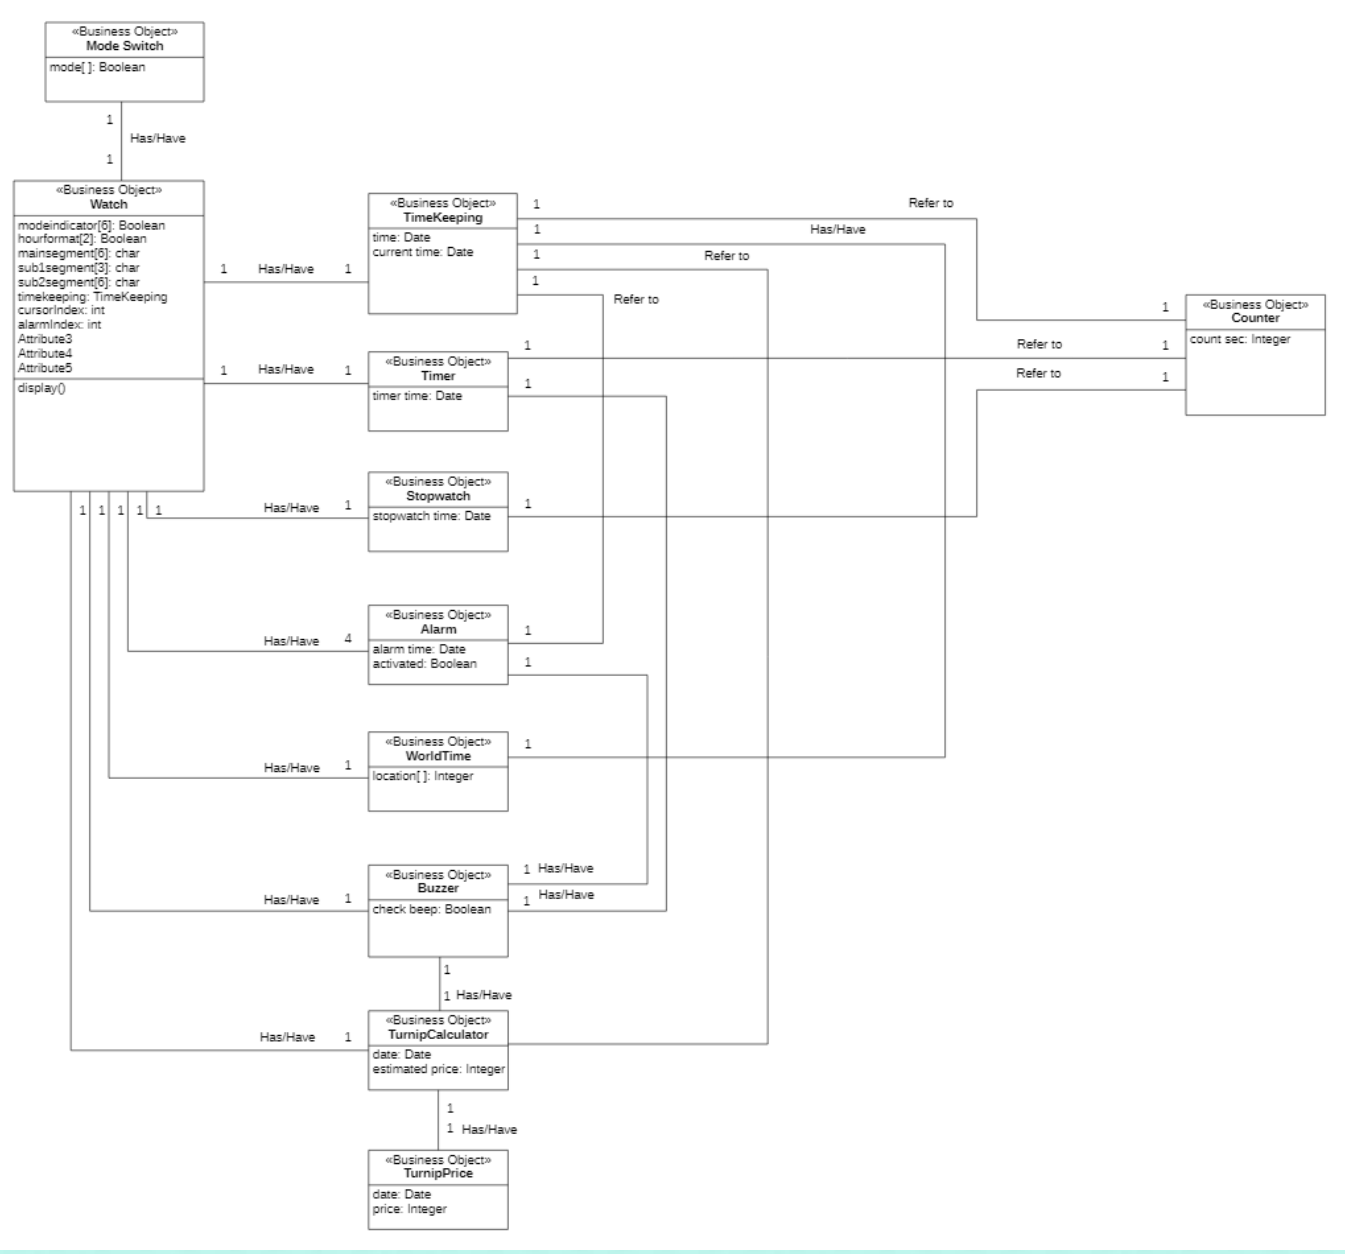 «Business Object»
Mode Switch
mode[ ]: Boolean
1
Has/Have
1
«Business Object»
Watch
modeindicator[6]: Boolean
hourformat[2]: Boolean
mainsegment[6]: char
sub1segment[3]: char
sub2segment[6]: char
timekeeping: TimeKeeping
cursorIndex: int
alarmIndex: int
Attribute3
Attribute4
Attribute5
display()
1 Has/Have 1
1 Has/Have 1
1 1 1 1 1
Has/Have 1
Has/Have 4
Has/Have 1
Has/Have 1
Has/Have 1
«Business Object»
TimeKeeping
time: Date
current time: Date
1 Refer to
1 Has/Have
1 Refer to
1 Refer to
«Business Object»
Timer
timer time: Date
1 Refer to 1
1
«Business Object»
Stopwatch
stopwatch time: Date
1
Refer to 1
«Business Object»
Alarm
alarm time: Date
activated: Boolean
1
1
«Business Object»
WorldTime
location[ ]: Integer
1
«Business Object»
Buzzer
check beep: Boolean
1 Has/Have
1 Has/Have
1
1 Has/Have
«Business Object»
TurnipCalculator
date: Date
estimated price: Integer
1
1 Has/Have
«Business Object»
TurnipPrice
date: Date
price: Integer
1
«Business Object»
Counter
count sec: Integer